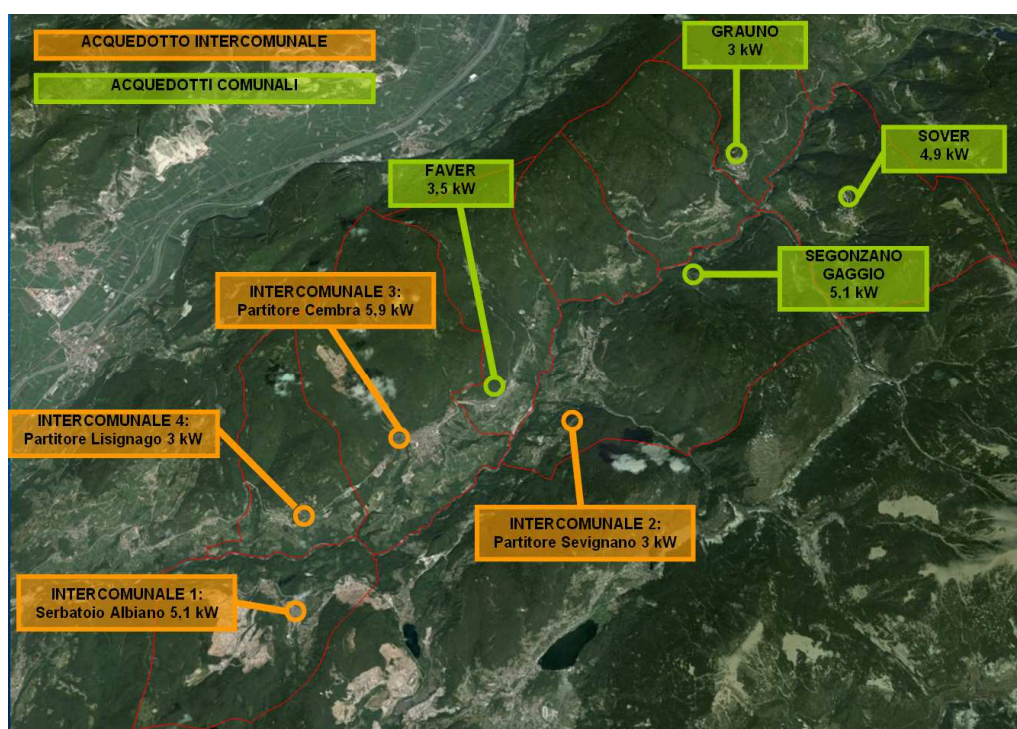 ACQUEDOTTO INTERCOMUNALE
ACQUEDOTTI COMUNALI
GRAUNO
3 kW
SOVER
4,9 kW
FAVER
3,5 kW
SEGONZANO
GAGGIO
5,1 kW
INTERCOMUNALE 3:
Partitore Cembra 5,9 kW
INTERCOMUNALE 4:
Partitore Lisignago 3 kW
INTERCOMUNALE 2:
Partitore Sevignano 3 kW
INTERCOMUNALE 1:
Serbatoio Albiano 5,1 kW